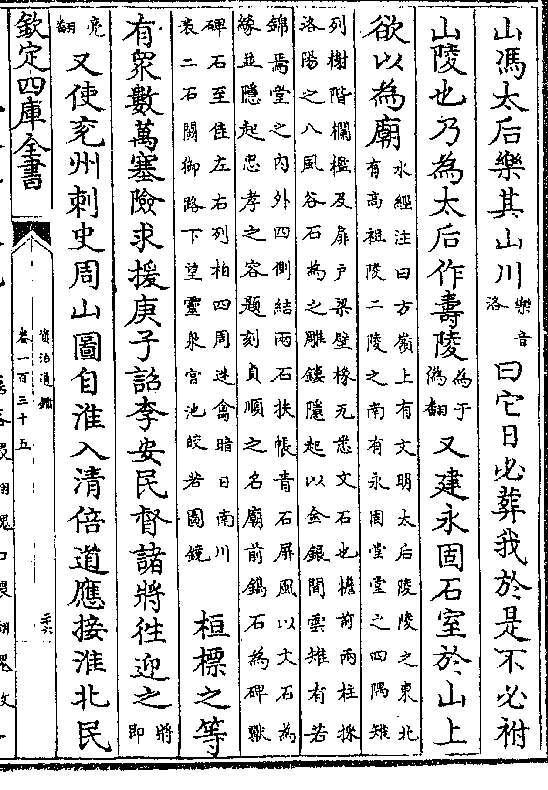 山馮太后樂其山川樂音洛曰它日必葬我於是不必祔
山陵也乃為太后作壽陵為于偽翻又建永固石室於山上
欲以為廟
水經注曰方嶺上有文明太后陵陵之東北
有高祖陵二陵之南有永固堂堂之四隅雉
列榭階欄檻及扉户梁壁椽瓦悉文石也檐前兩柱採
洛陽之八風谷石為之雕鏤隱起以金銀間雲雉有若
錦焉堂之内外四側結兩石扶帳青石屏風以文石為
緣並隱起忠孝之容題刻貞順之名廟前鐫石為碑獸
碑石至佳左右列柏四周迷禽暗日南川
表二石闕御路下望靈泉宫池皎若圓鏡
桓標之等
有衆數萬塞險求援庚子詔李安民督諸將往迎之將即
亮翻又使兖州刺史周山圖自淮入清倍道應接淮北民
欽定四庫全書
資治通鑑
卷一百三十五